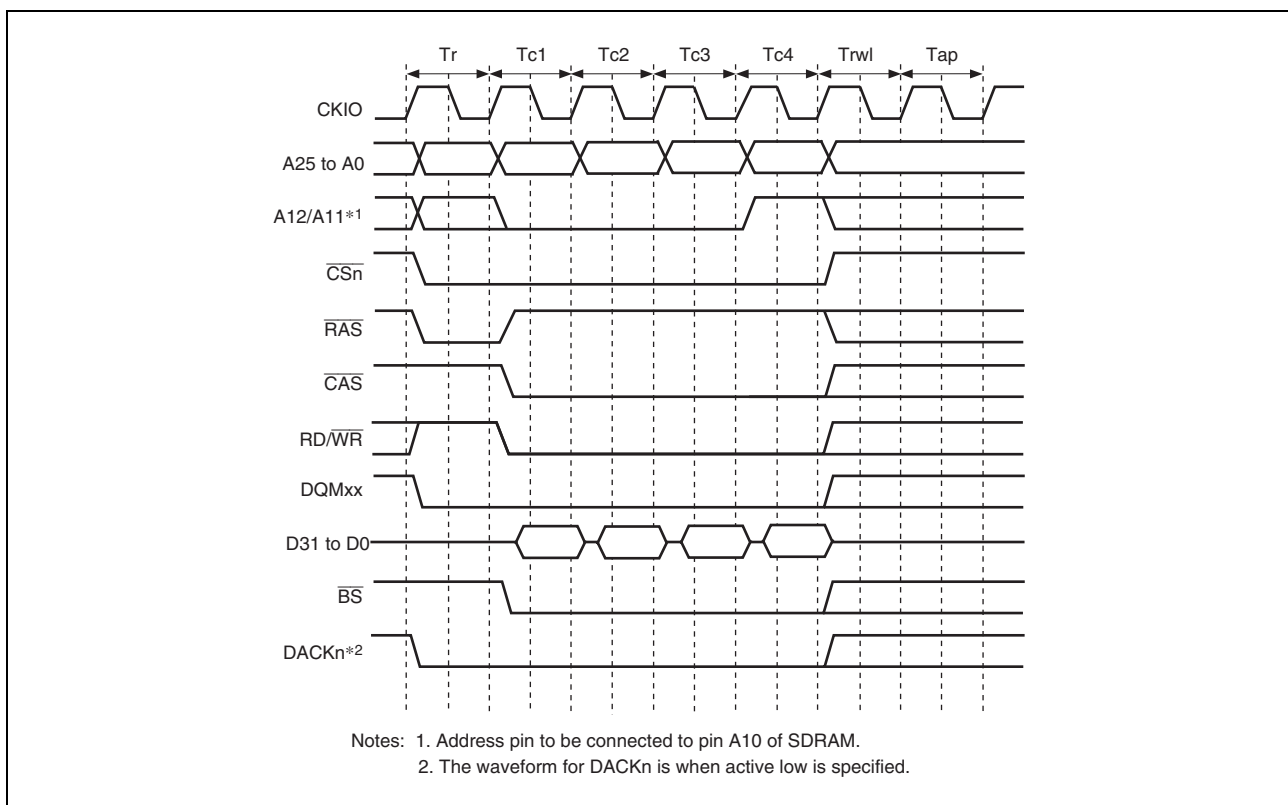 Tr Tc1 Tc2 Tc3 Tc4 Trwl Tap
CKIO
A25 to A0
A12/A11*1
CSn
RAS
CAS
RD/WR
DQMxx
D31 to D0
BS
DACKn*2
Notes: 1. Address pin to be connected to pin A10 of SDRAM.
2. The waveform for DACKn is when active low is specified.